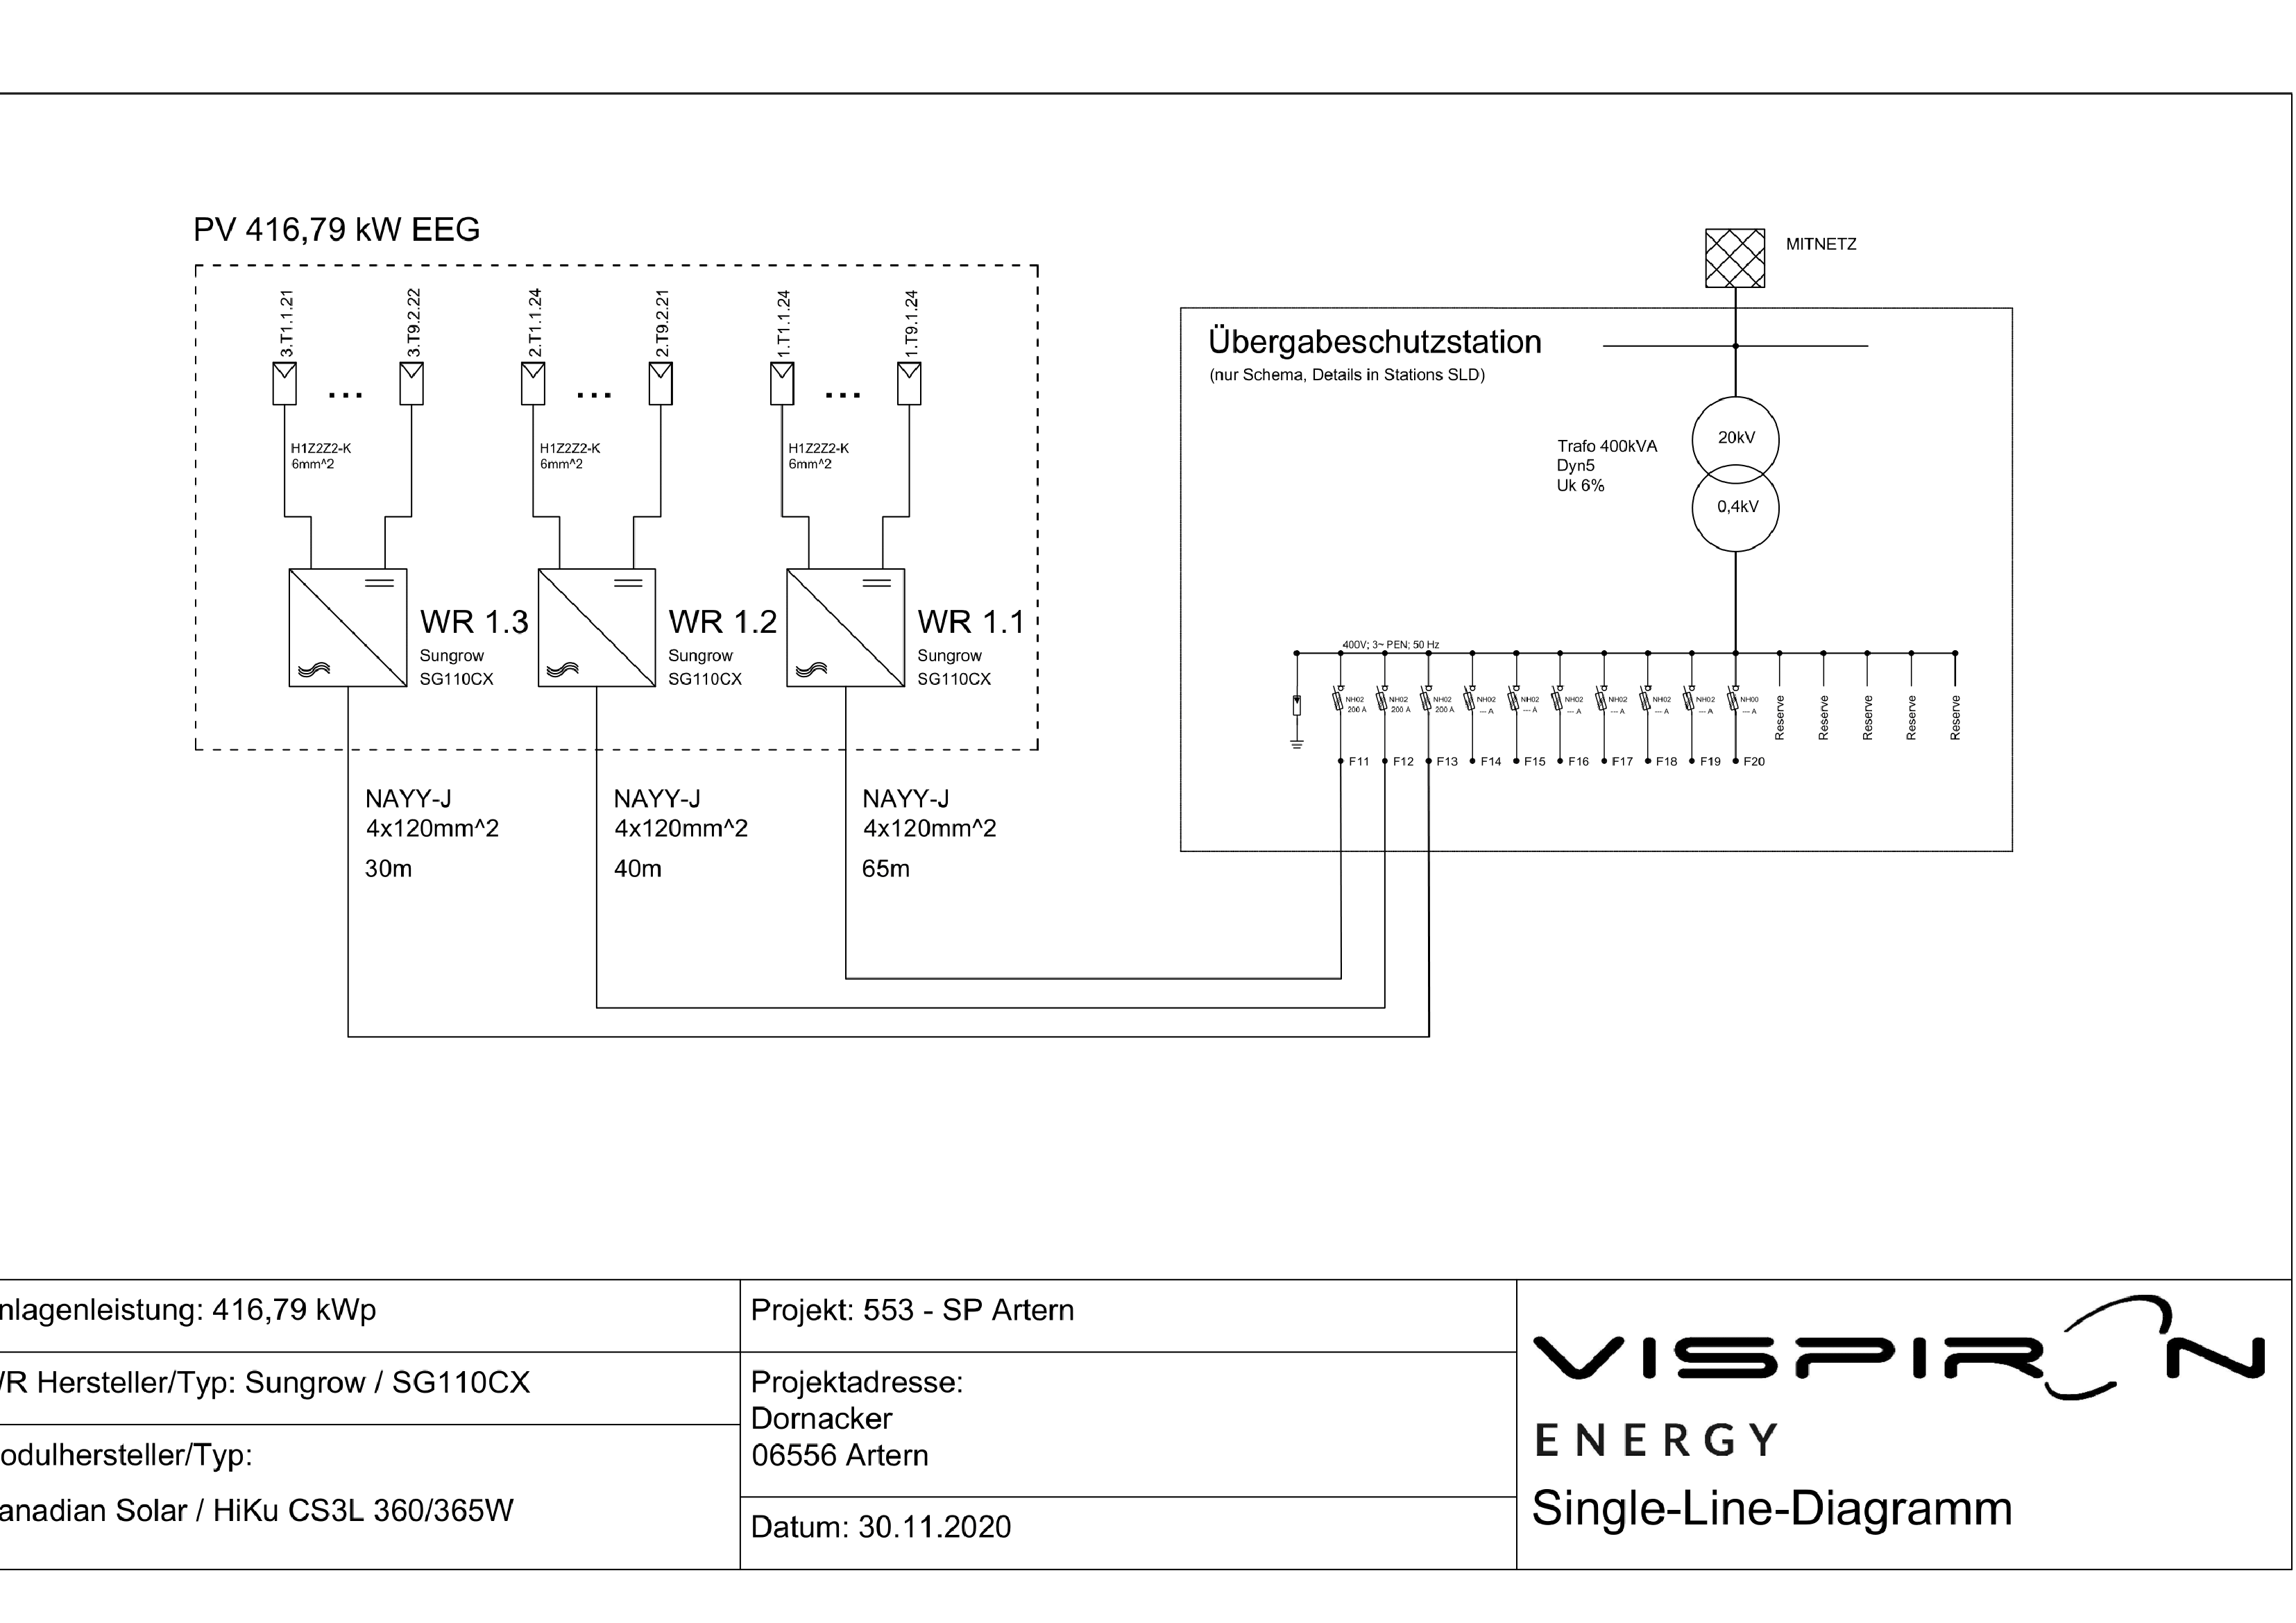 PV 416,79 kW EEG
3.T1.1.21
3.T9.2.22
2.T1.1.24
2.T9.2.21
1.T1.1.24
1.T9.1.24
H1Z2Z2-K
6mm^2
H1Z2Z2-K
6mm^2
H1Z2Z2-K
6mm^2
WR 1.3
Sungrow
SG110CX
WR 1.2
Sungrow
SG110CX
WR 1.1
Sungrow
SG110CX
NAYY-J
4x120mm^2
30m
NAYY-J
4x120mm^2
40m
NAYY-J
4x120mm^2
65m
MITNETZ
Übergabeschutzstation
(nur Schema, Details in Stations SLD)
Trafo 400kVA
Dyn5
Uk 6%
20kV
0,4kV
400V; 3~ PEN; 50 Hz
NH02
200 A
NH02
200 A
NH02
200 A
NH02
--- A
NH02
--- A
NH02
--- A
NH02
--- A
NH02
--- A
NH02
--- A
NH00
--- A
Reserve
Reserve
Reserve
Reserve
Reserve
F11
F12
F13
F14
F15
F16
F17
F18
F19
F20
nlagenleistung: 416,79 kWp
R Hersteller/Typ: Sungrow / SG110CX
odulhersteller/Typ:
anadian Solar / HiKu CS3L 360/365W
Projekt: 553 - SP Artern
Projektadresse:
Dornacker
06556 Artern
Datum: 30.11.2020
VISPIRON
ENERGY
Single-Line-Diagramm